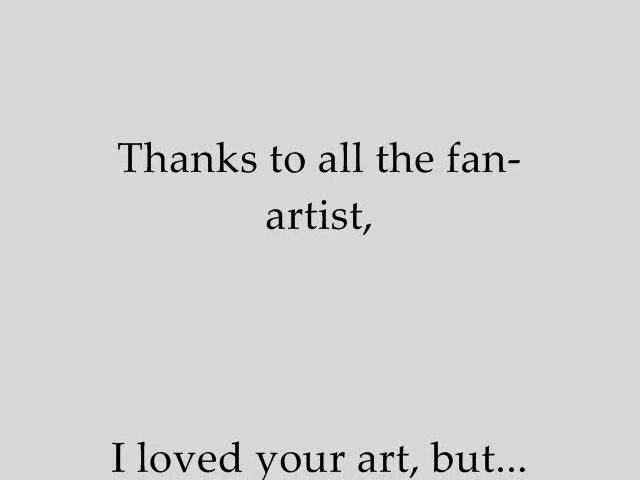 Thanks to all the fan-
artist,
I loved your art, but...